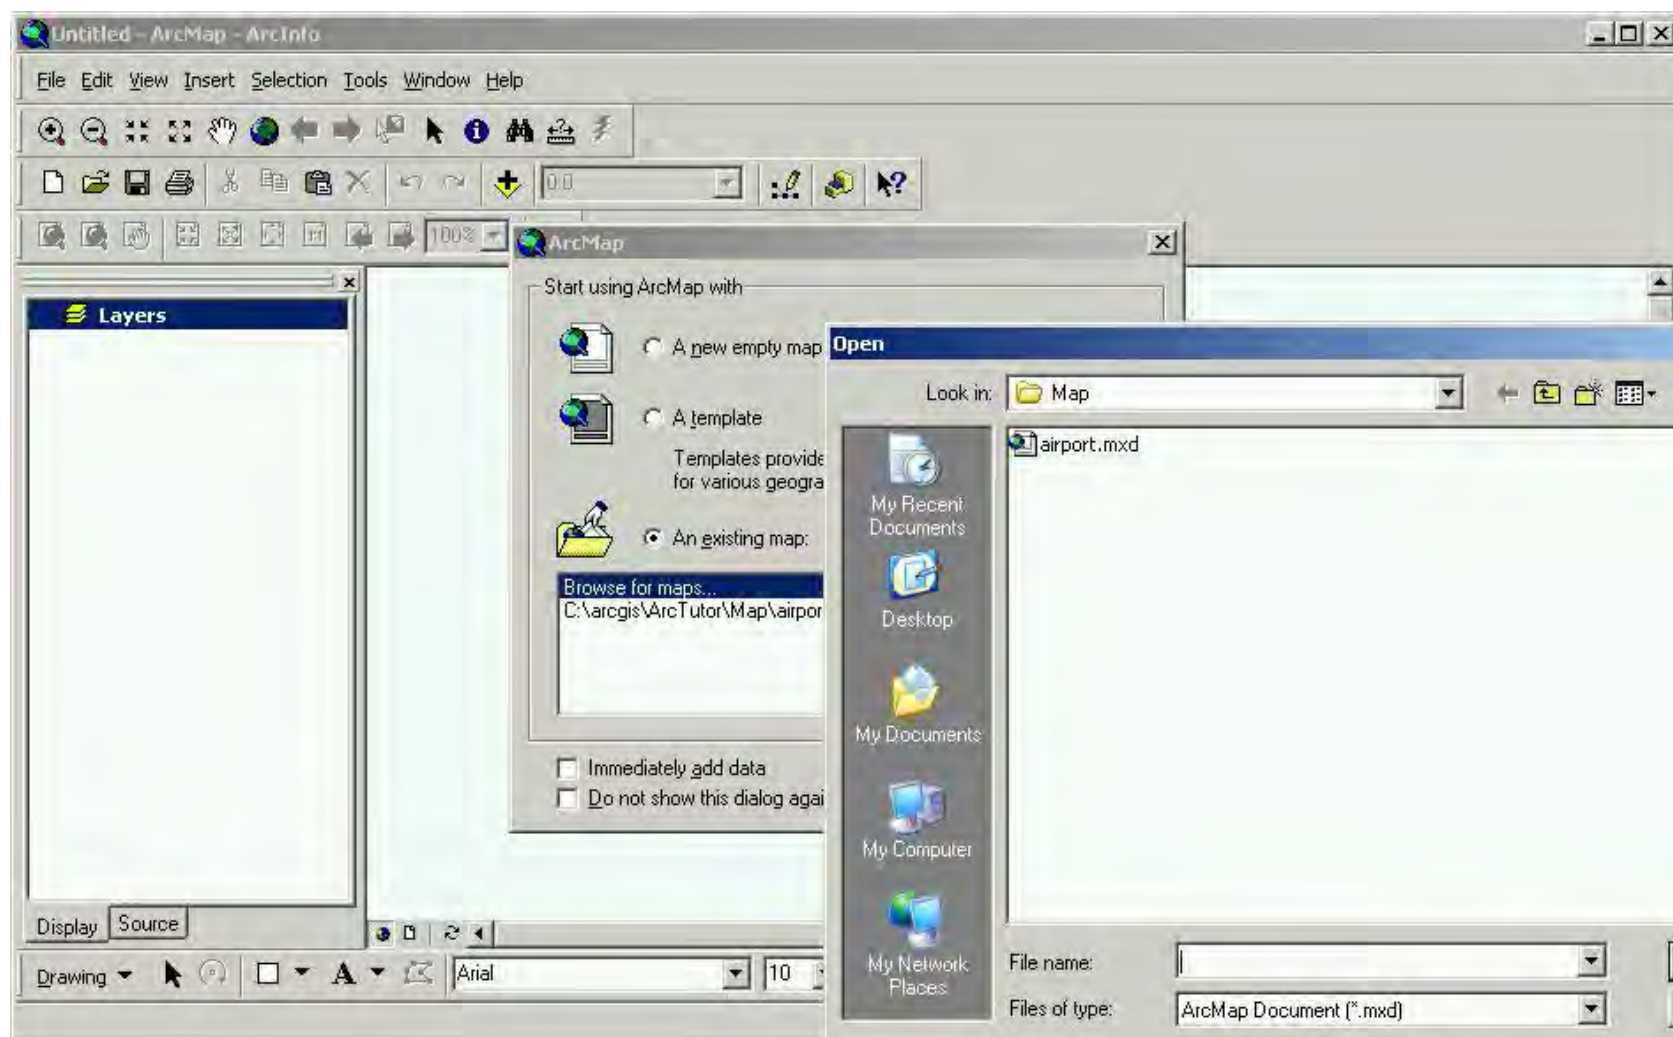 Untitled - ArcMap - ArcInfo
File Edit View Insert Selection Tools Window Help
0.0
100%
Layers
Display Source
Drawing A Arial 10
ArcMap
Start using ArcMap with
A new empty map
A template
Templates provide
for various geogra
An existing map:
Browse for maps...
C:\arcgis\ArcTutor\Map\airpor
Immediately add data
Do not show this dialog agai
Open
Look in: Map
airport.mxd
My Recent
Documents
Desktop
My Documents
My Computer
My Network
Places
File name:
Files of type: ArcMap Document (*.mxd)